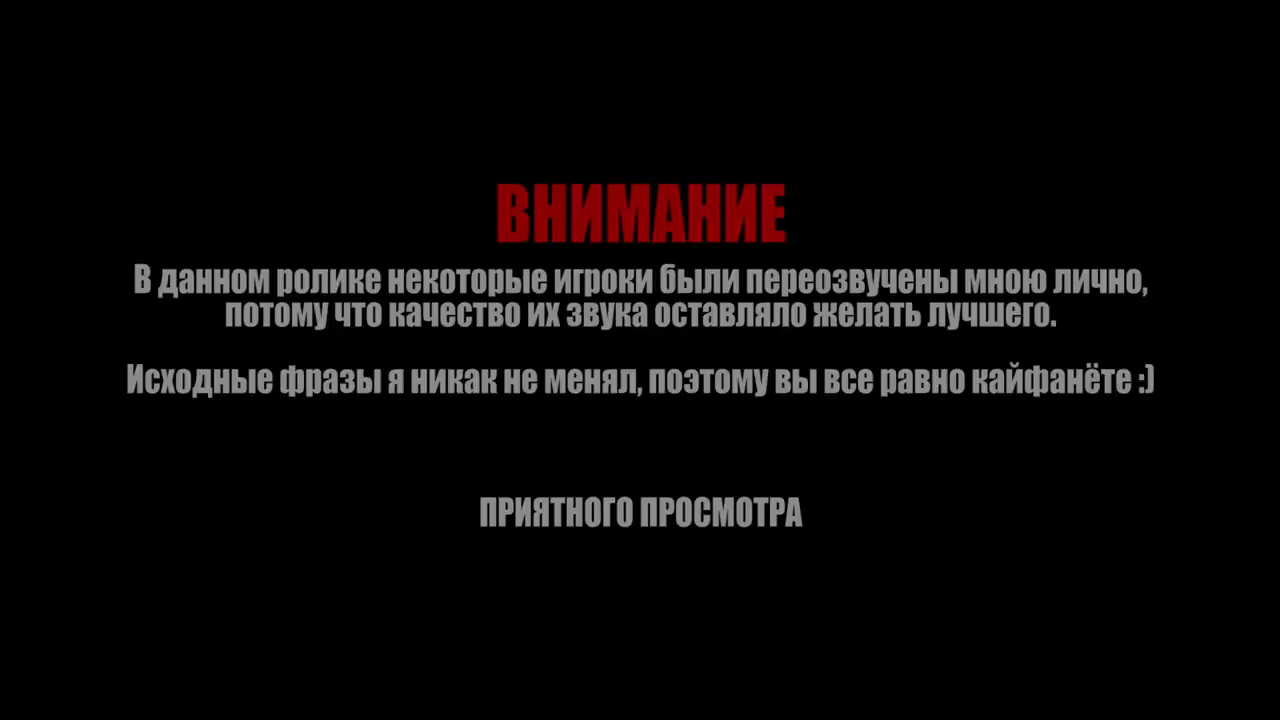 ВНИМАНИЕ
В данном ролике некоторые игроки были переозвучены мною лично,
потому что качество их звука оставляло желать лучшего.
Исходные фразы я никак не менял, поэтому вы все равно кайфанёте :)
ПРИЯТНОГО ПРОСМОТРА